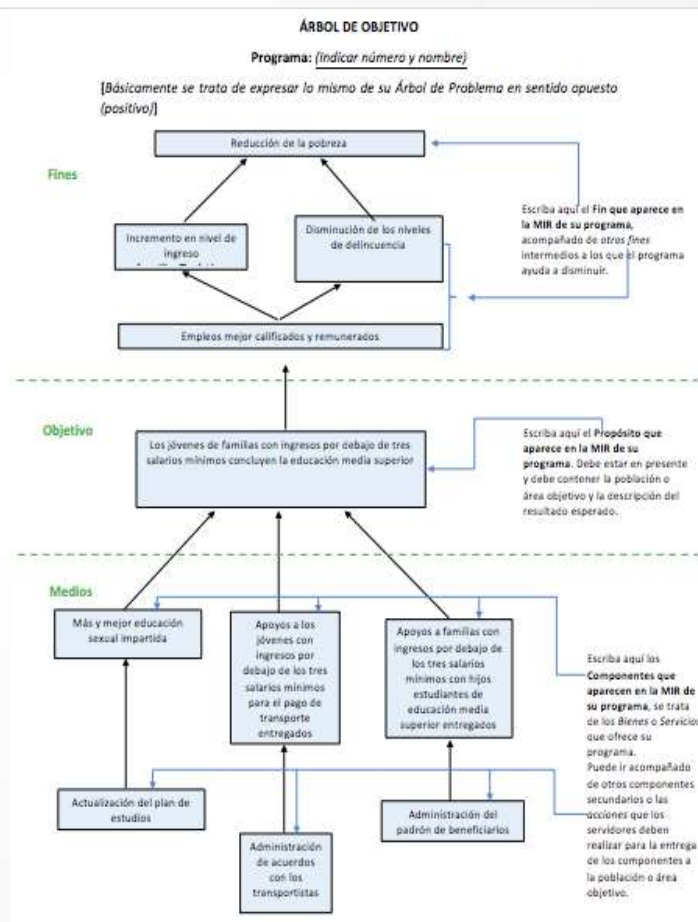 ÁRBOL DE OBJETIVO
Programa: (Indicar número y nombre)
[Básicamente se trata de expresar lo mismo de su Árbol de Problema en sentido opuesto
(positivo)]
Reducción de la pobreza
Fines
Escriba aquí el Fin que aparece en
la MIR de su programa,
acompañado de otros fines
intermedios a los que el programa
ayuda a disminuir.
Incremento en nivel de
ingreso
Disminución de los niveles
de delincuencia
Empleos mejor calificados y remunerados
Objetivo
Los jóvenes de familias con ingresos por debajo de tres
salarios mínimos concluyen la educación media superior
Escriba aquí el Propósito que
aparece en la MIR de su
programa. Debe estar en presente
y debe contener la población o
área objetivo y la descripción del
resultado esperado.
Medios
Más y mejor educación
sexual impartida
Apoyos a los
jóvenes con
ingresos por
debajo de los tres
salarios mínimos
para el pago de
transporte
entregados
Apoyos a familias con
ingresos por debajo de
los tres salarios
mínimos con hijos
estudiantes de
educación media
superior entregados
Escriba aquí los
Componentes que
aparecen en la MIR de
su programa, se trata
de los Bienes o Servicios
que ofrece su
programa.
Puede ir acompañado
de otros componentes
secundarios o las
acciones que los
servidores deben
realizar para la entrega
de los componentes a
la población o área
objetivo.
Actualización del plan de
estudios
Administración
de acuerdos
con los
transportistas
Administración del
padrón de beneficiarios